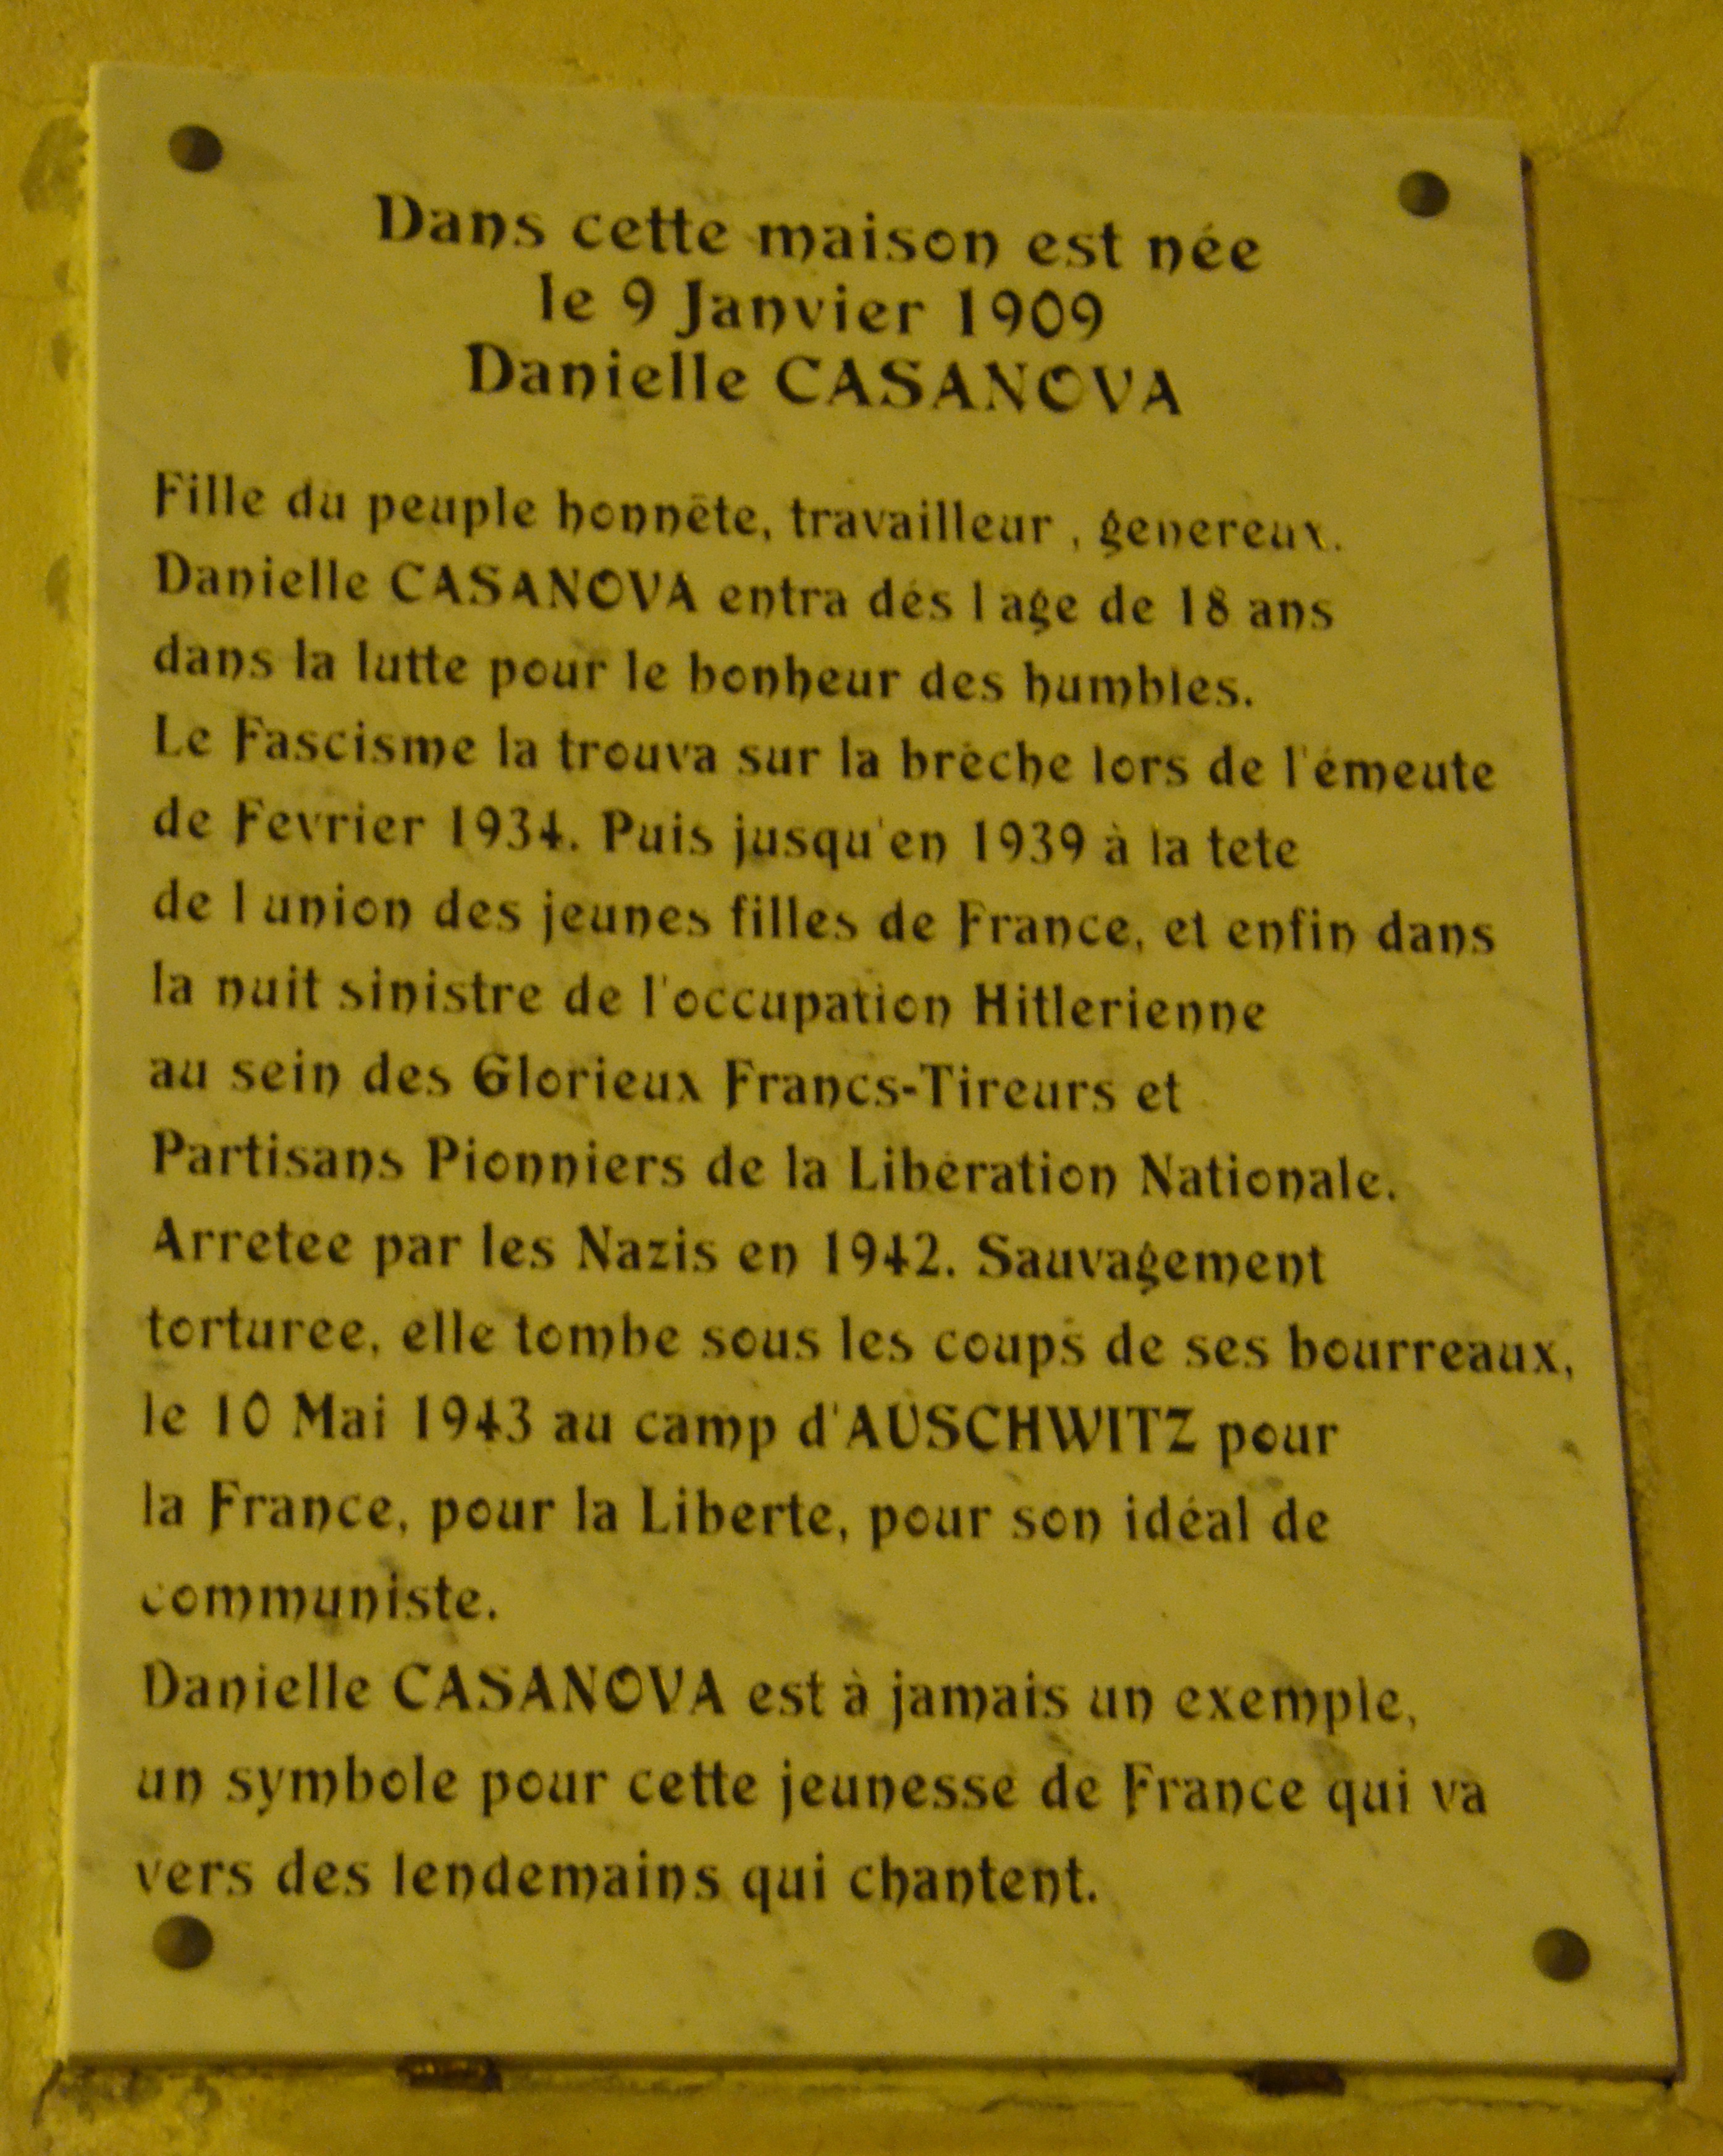 Dans cette maison est née
le 9 Janvier 1909
Danielle CASANOVA
Fille du peuple honnête, travailleur , genereux.
Danielle CASANOVA entra dés l age de 18 ans
dans la lutte pour le bonheur des humbles.
Le Fascisme la trouva sur la brèche lors de l'émeute
de Fevrier 1934. Puis jusqu'en 1939 à la tete
de l union des jeunes filles de France, et enfin dans
la nuit sinistre de l'occupation Hitlerienne
au sein des Glorieux Francs-Tireurs et
Partisans Pionniers de la Libération Nationale.
Arretee par les Nazis en 1942. Sauvagement
torturee, elle tombe sous les coups de ses bourreaux,
le 10 Mai 1943 au camp d'AUSCHWITZ pour
la France, pour la Liberte, pour son idéal de
communiste.
Danielle CASANOVA est à jamais un exemple,
un symbole pour cette jeunesse de France qui va
vers des lendemains qui chantent.